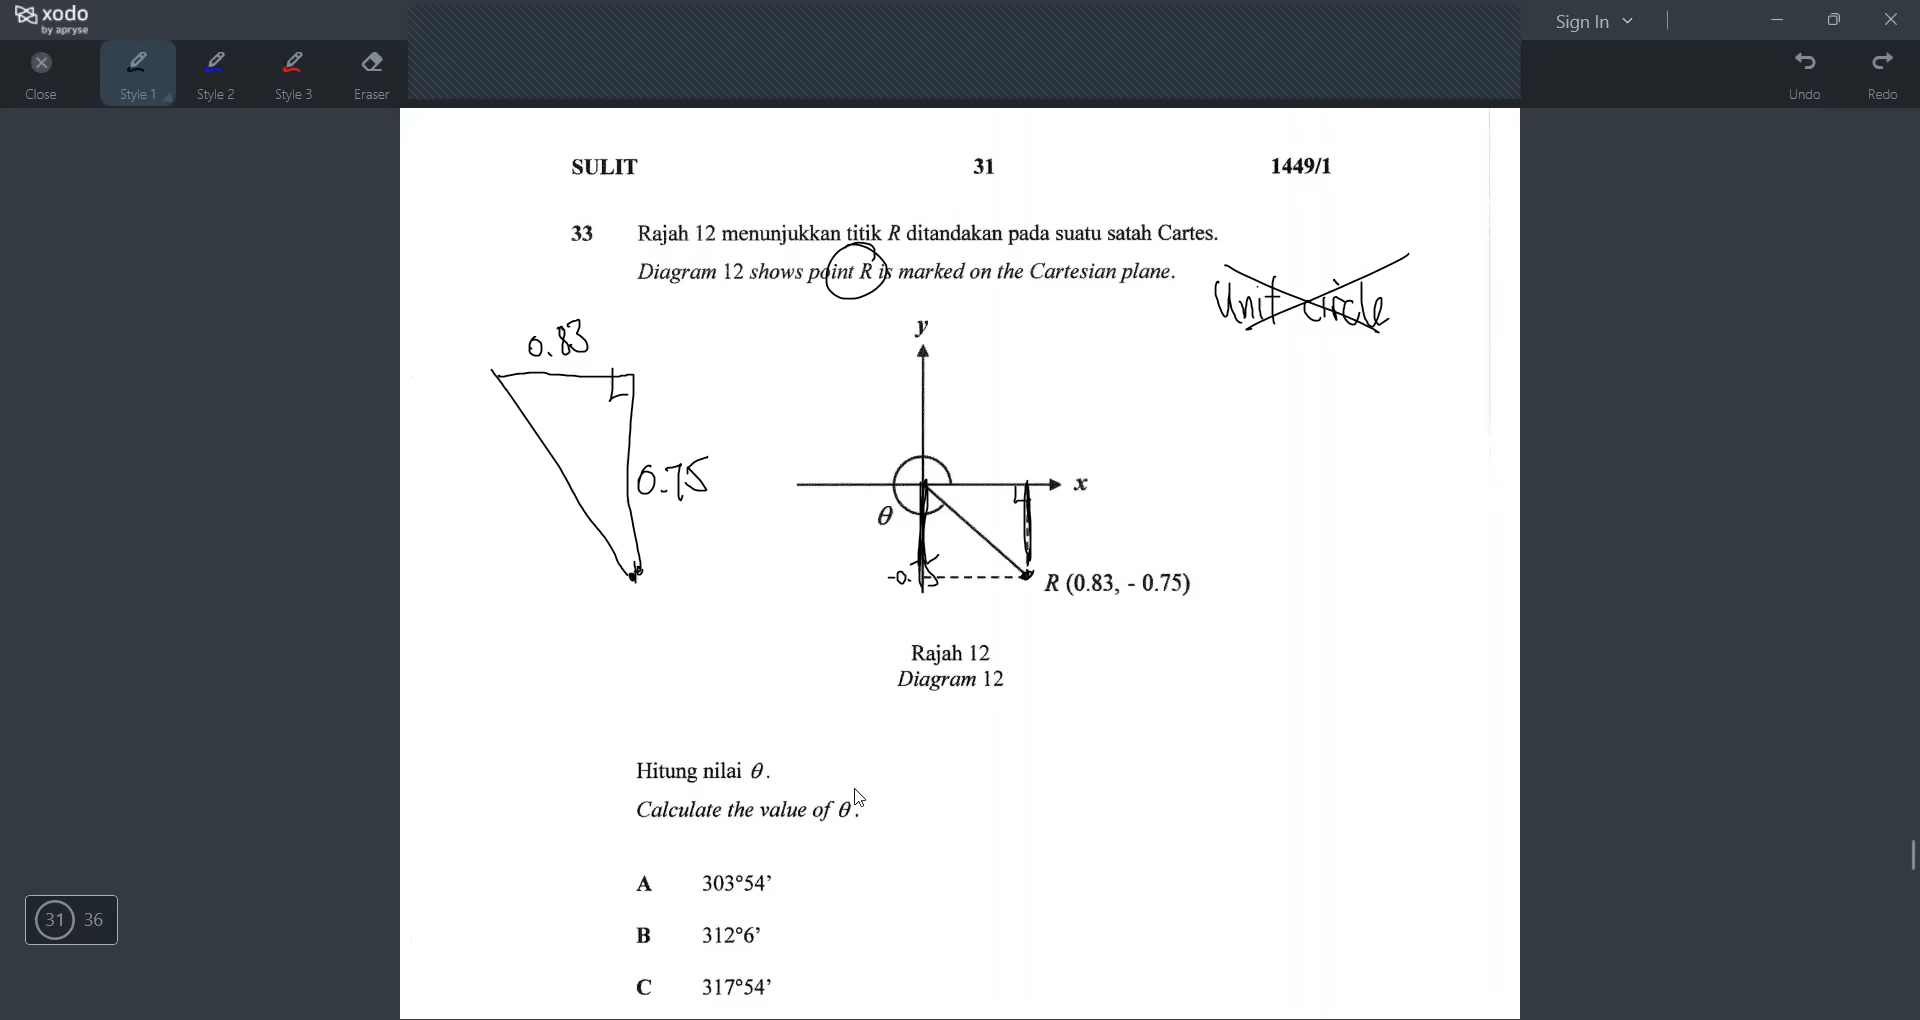 xodo
by apryse
Sign In
Close
Style 1
Style 2
Style 3
Eraser
Undo
Redo
SULIT 31 1449/1
33 Rajah 12 menunjukkan titik R ditandakan pada suatu satah Cartes.
Diagram 12 shows point R is marked on the Cartesian plane.
Unit circle
0.83
0.75
y
x
θ
-0.75
R (0.83, - 0.75)
Rajah 12
Diagram 12
Hitung nilai θ.
Calculate the value of θ.
A 303°54’
B 312°6’
C 317°54’
31 36